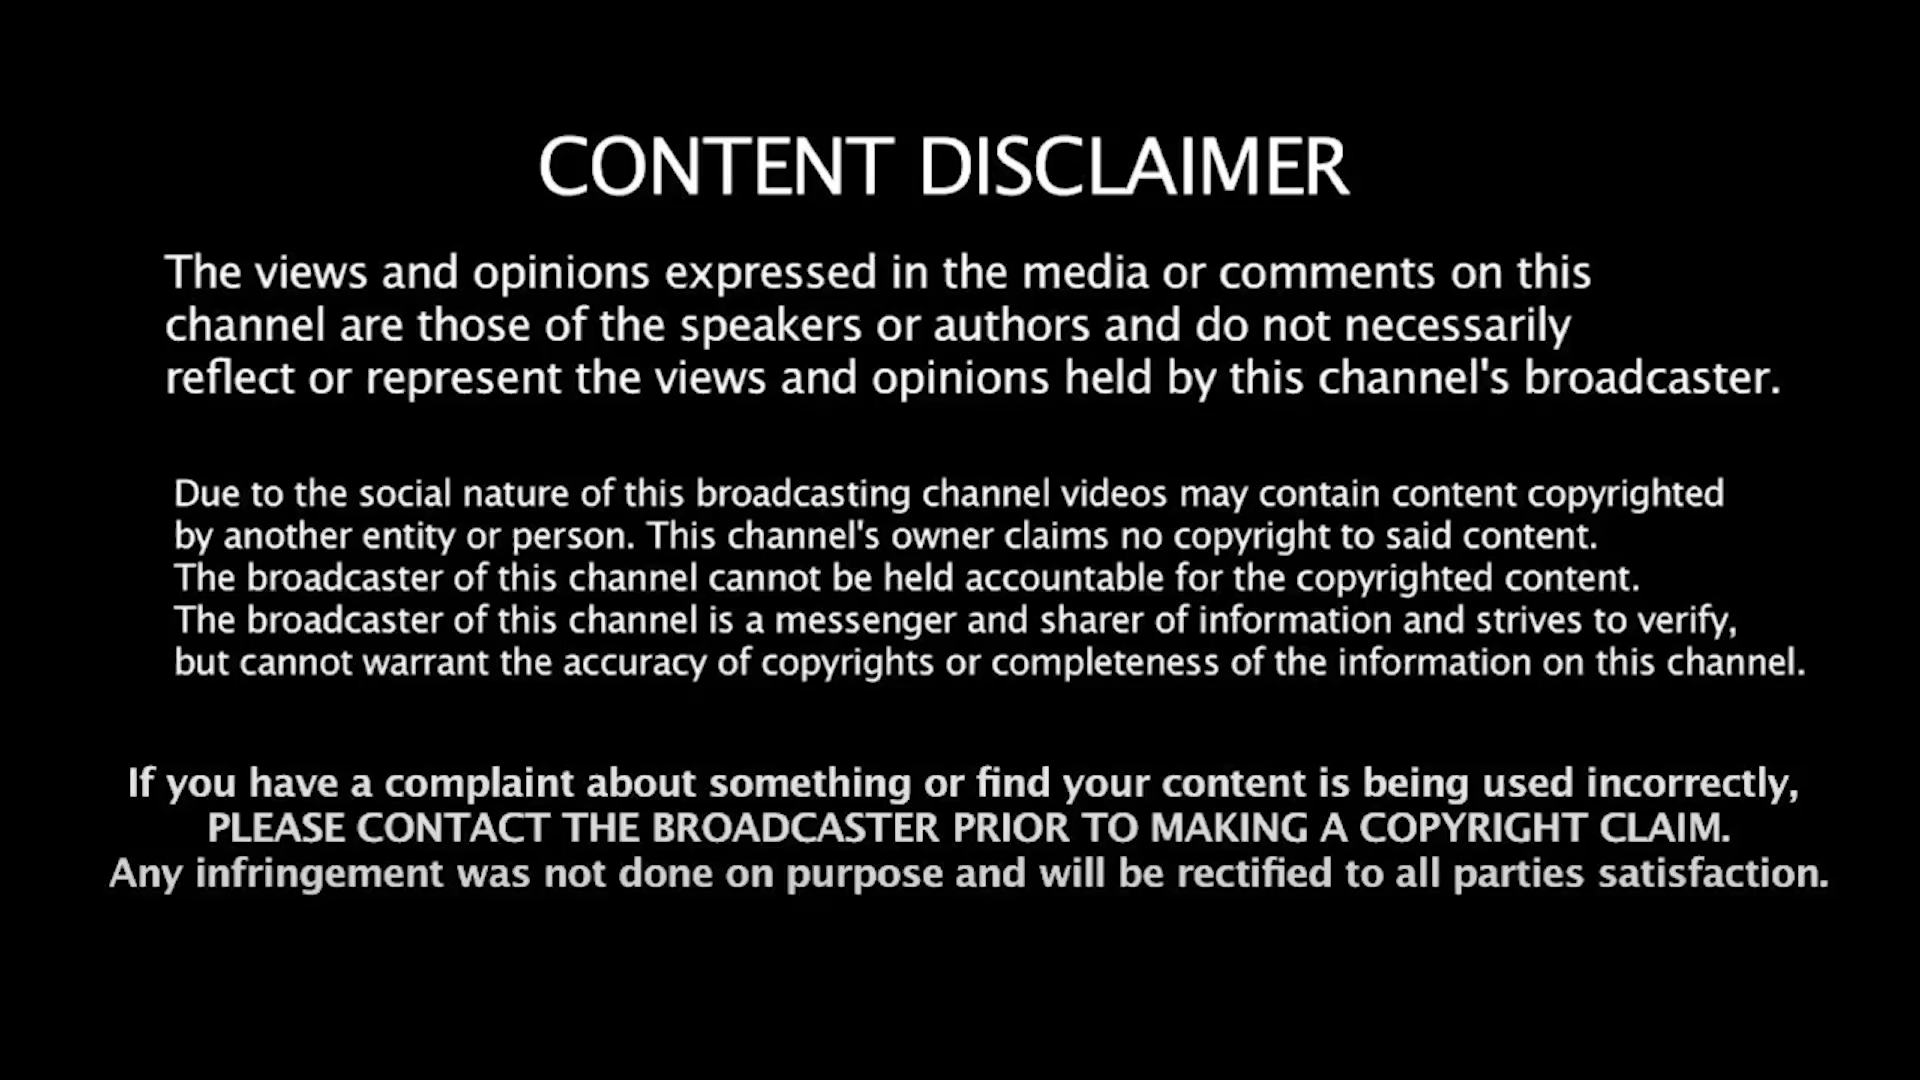 CONTENT DISCLAIMER
The views and opinions expressed in the media or comments on this
channel are those of the speakers or authors and do not necessarily
reflect or represent the views and opinions held by this channel's broadcaster.
Due to the social nature of this broadcasting channel videos may contain content copyrighted
by another entity or person. This channel's owner claims no copyright to said content.
The broadcaster of this channel cannot be held accountable for the copyrighted content.
The broadcaster of this channel is a messenger and sharer of information and strives to verify,
but cannot warrant the accuracy of copyrights or completeness of the information on this channel.
If you have a complaint about something or find your content is being used incorrectly,
PLEASE CONTACT THE BROADCASTER PRIOR TO MAKING A COPYRIGHT CLAIM.
Any infringement was not done on purpose and will be rectified to all parties satisfaction.